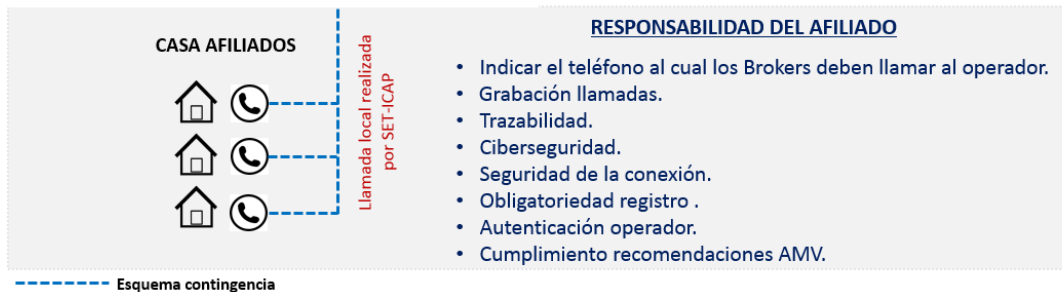 CASA AFILIADOS
Llamada local realizada
por SET-ICAP
RESPONSABILIDAD DEL AFILIADO
• Indicar el teléfono al cual los Brokers deben llamar al operador.
• Grabación llamadas.
• Trazabilidad.
• Ciberseguridad.
• Seguridad de la conexión.
• Obligatoriedad registro .
• Autenticación operador.
• Cumplimiento recomendaciones AMV.
Esquema contingencia